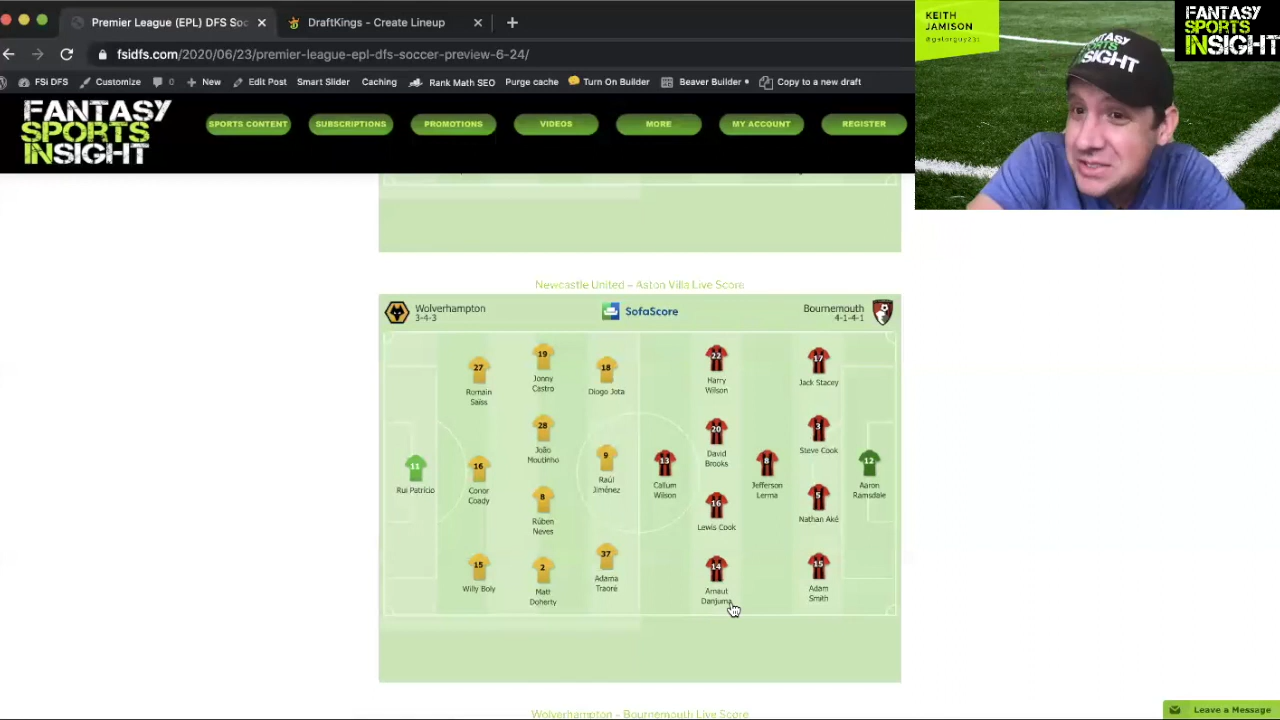 Premier League (EPL) DFS Single
DraftKings – Create Lineup
KEITH
JAMISON
FANTASY
SPORTS
INSIGHT
fsidfs.com/2020/06/23/premier-league-epl-dfs-
FSi DFS
Customize
0
New
Edit Post
Smart Slider
Rank Math SEO
Purge cache
Turn On Builder
Beaver Builder
Copy to a new draft
FANTASY
SPORTS
INSIGHT
SPORTS CONTENT
SUBSCRIPTIONS
PROMOTIONS
VIDEOS
MORE
MY ACCOUNT
REGISTER
FANTASY
SPORTS
INSIGHT
Newcastle United – Aston Villa Live Score
Wolverhampton
3-4-3
SofaScore
Bournemouth
4-1-4-1
11
Rui Patrício
27
Romain
Saïss
16
Conor
Coady
15
Willy Boly
19
Jonny
Castro
28
João
Moutinho
8
Rúben
Neves
2
Matt
Doherty
18
Diogo Jota
9
Raúl
Jiménez
37
Adama
Traoré
13
Callum
Wilson
22
Harry
Wilson
20
David
Brooks
16
Lewis Cook
14
Arnaut
Danjuma
8
Jefferson
Lerma
17
Jack Stacey
3
Steve Cook
5
Nathan Aké
15
Adam
Smith
12
Aaron
Ramsdale
Wolverhampton – Bournemouth Live Score
Leave a Message